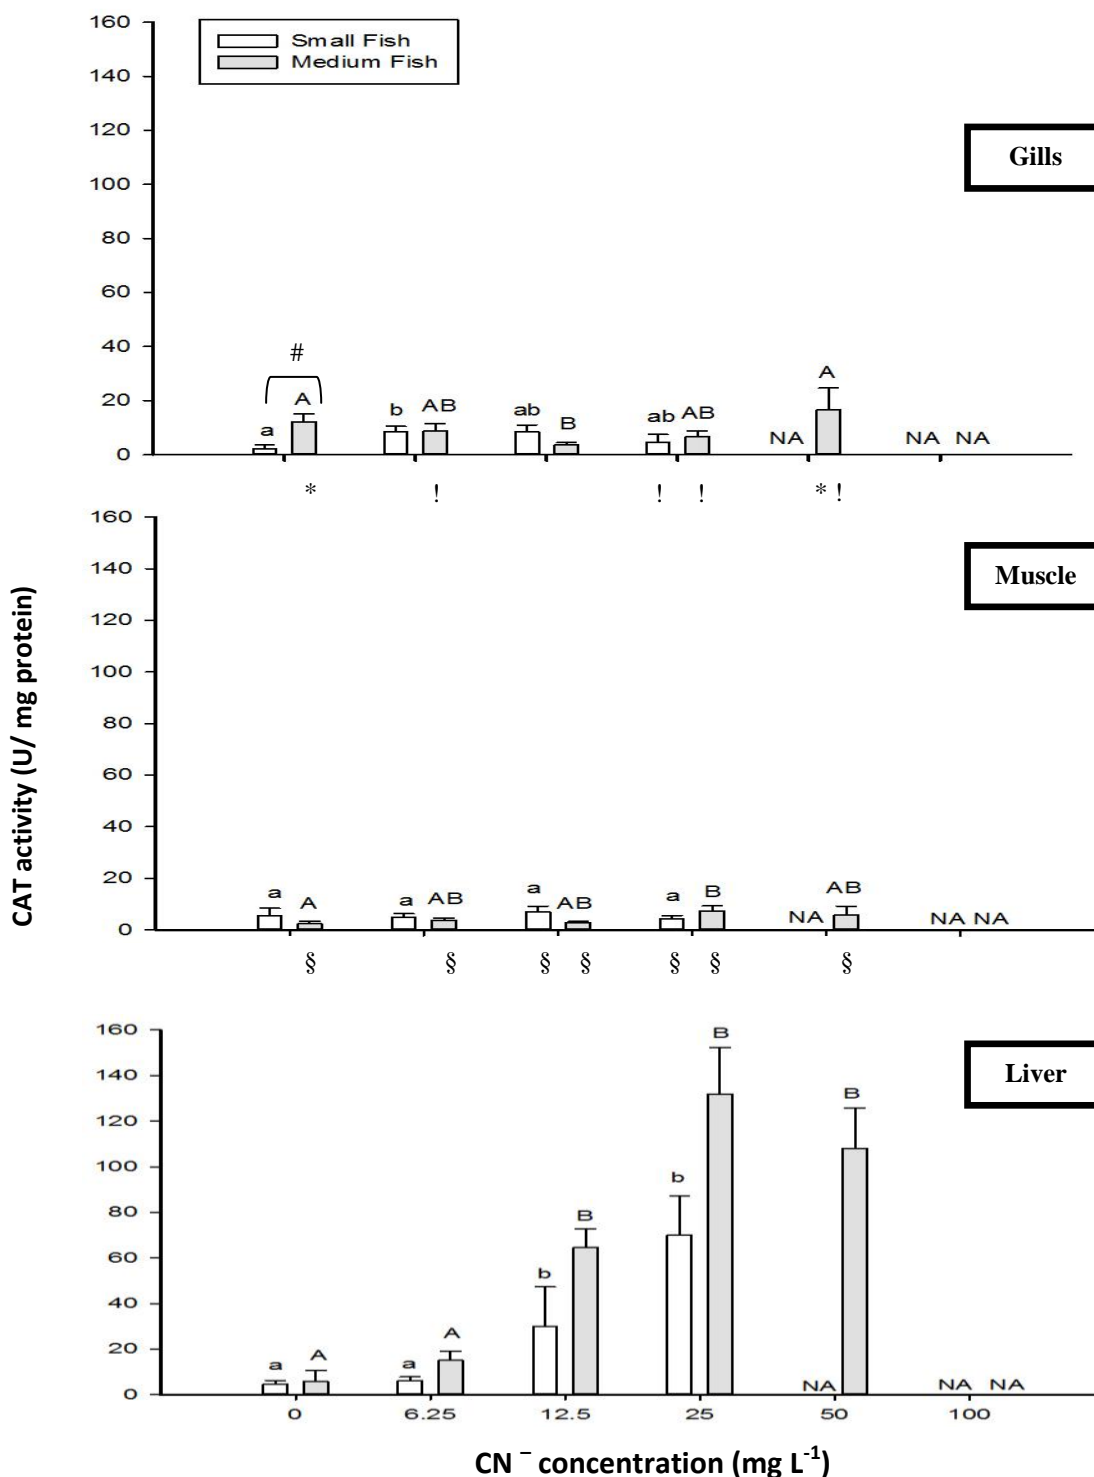 160
Small Fish
Medium Fish
140
120
Gills
100
80
60
40
#
20
a A b AB ab B ab AB A
NA NA NA
0
* ! ! ! * !
160
140
Muscle
120
100
80
60
40
20
a A a AB a AB a B AB
NA NA NA
0
§ § § § § § §
160
B
140
Liver
120
B
100
80
b
B
60
40
b
20
a A a A
NA NA NA
0
0 6.25 12.5 25 50 100
CAT activity (U/ mg protein)
CN ⁻ concentration (mg L⁻¹)